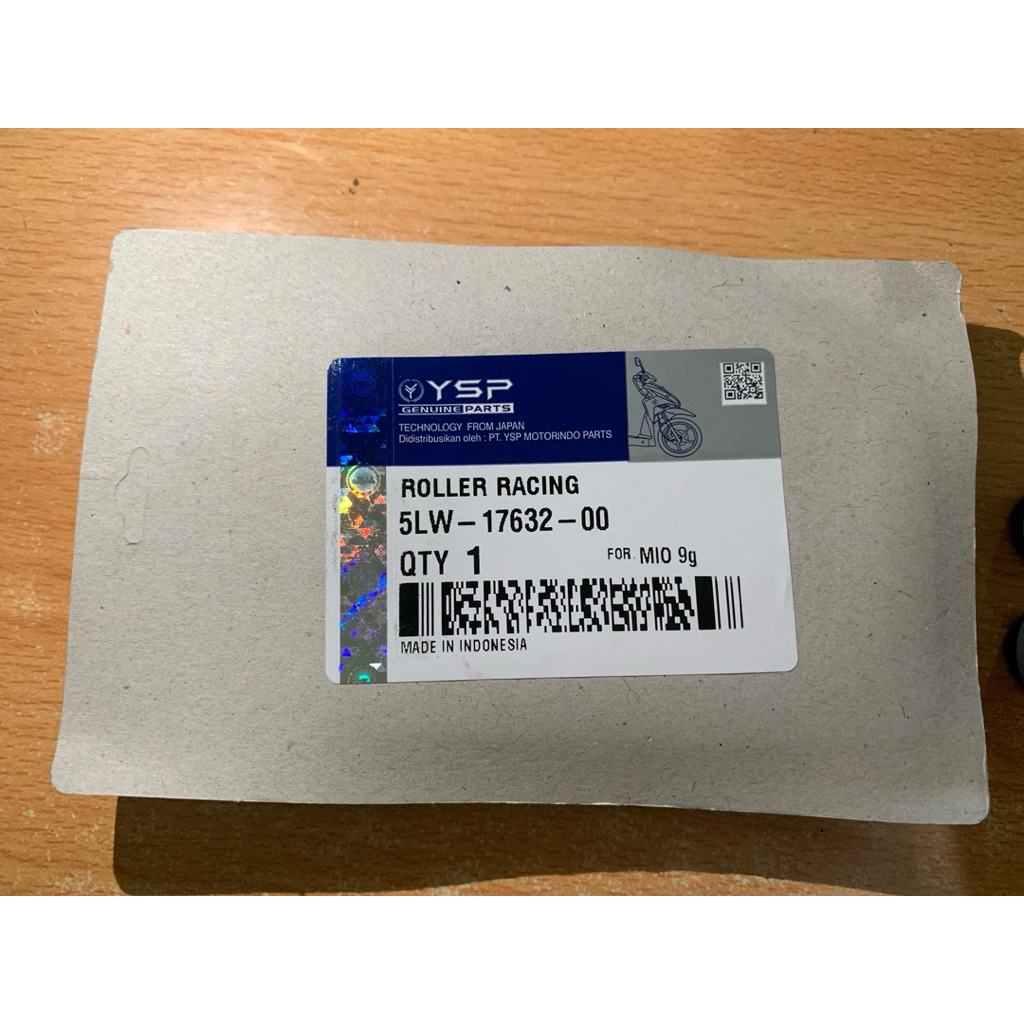 YSP
GENUINE PARTS
TECHNOLOGY FROM JAPAN
Didistribusikan oleh : PT. YSP MOTORINDO PARTS
ROLLER RACING
5LW-17632-00
QTY 1 FOR. MIO 9g
MADE IN INDONESIA